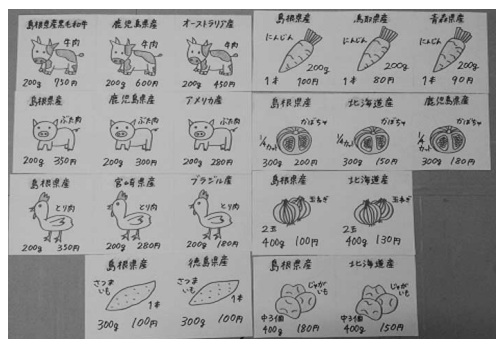 島根県産黒毛和牛
牛肉
200g 750円
鹿児島県産
牛肉
200g 600円
オーストラリア産
牛肉
200g 450円
島根県産
ぶた肉
200g 350円
鹿児島県産
ぶた肉
200g 300円
アメリカ産
ぶた肉
200g 280円
島根県産
とり肉
200g 350円
宮崎県産
とり肉
200g 280円
ブラジル産
とり肉
200g 180円
島根県産
さつまいも
1本
300g 100円
徳島県産
さつまいも
1本
300g 100円
島根県産
にんじん
200g
1本 100円
鳥取県産
にんじん
200g
1本 80円
青森県産
にんじん
200g
1本 90円
島根県産
かぼちゃ
1/4カット
300g 200円
北海道産
かぼちゃ
1/4カット
300g 150円
鹿児島県産
かぼちゃ
1/4カット
300g 180円
島根県産
玉ねぎ
2玉
400g 100円
北海道産
玉ねぎ
2玉
400g 130円
島根県産
じゃがいも
中3個
400g 180円
北海道産
じゃがいも
中3個
400g 150円